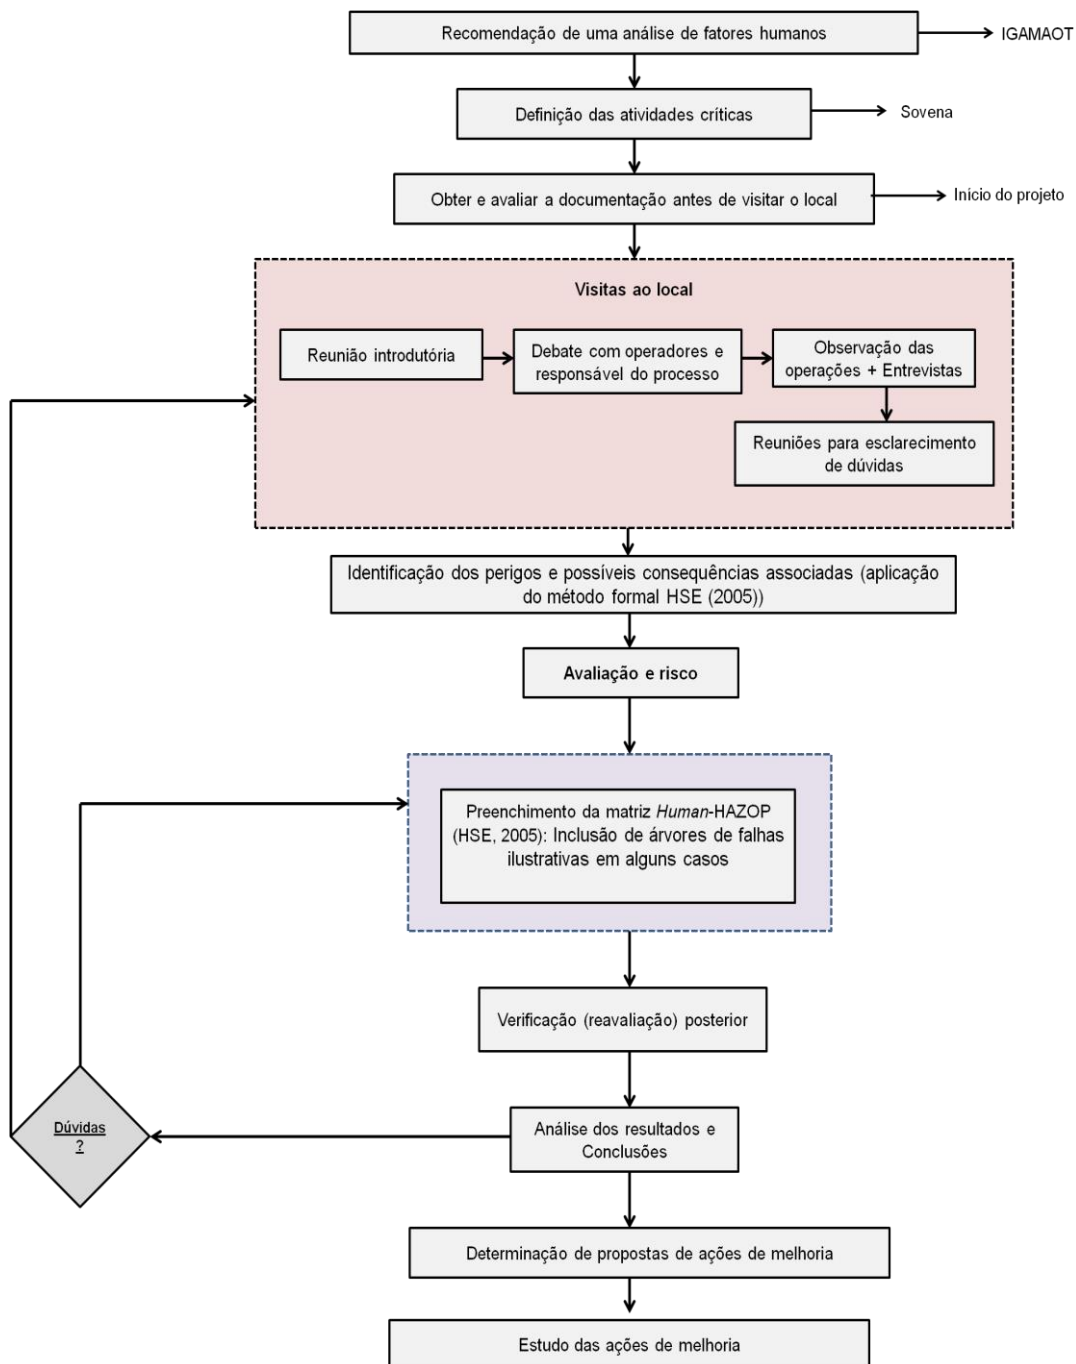 Recomendação de uma análise de fatores humanos
IGAMAOT
Definição das atividades críticas
Sovena
Obter e avaliar a documentação antes de visitar o local
Início do projeto
Visitas ao local
Reunião introdutória
Debate com operadores e
responsável do processo
Observação das
operações + Entrevistas
Reuniões para esclarecimento
de dúvidas
Identificação dos perigos e possíveis consequências associadas (aplicação
do método formal HSE (2005))
Avaliação e risco
Preenchimento da matriz Human-HAZOP
(HSE, 2005): Inclusão de árvores de falhas
ilustrativas em alguns casos
Verificação (reavaliação) posterior
Dúvidas
?
Análise dos resultados e
Conclusões
Determinação de propostas de ações de melhoria
Estudo das ações de melhoria